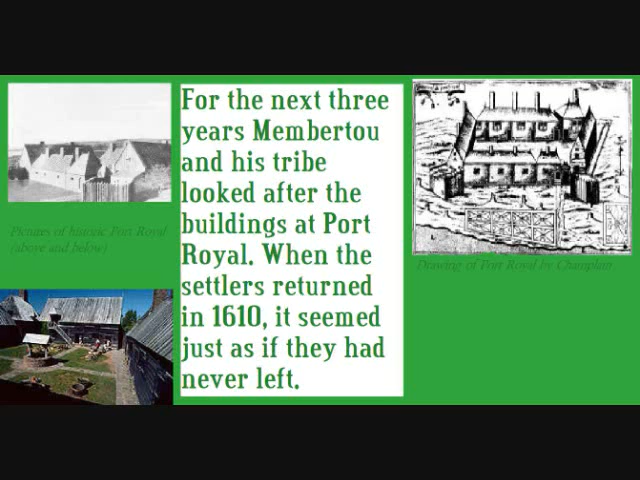 For the next three
years Membertou
and his tribe
looked after the
buildings at Port
Royal. When the
settlers returned
in 1610, it seemed
just as if they had
never left.
Pictures of historic Port Royal
(above and below)
Drawing of Port Royal by Champlain